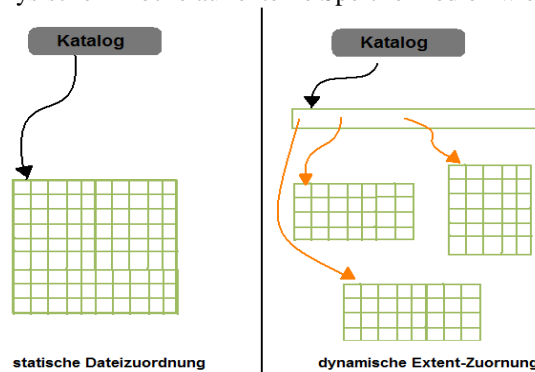 Katalog
Katalog
statische Dateizuordnung
dynamische Extent-Zuornung